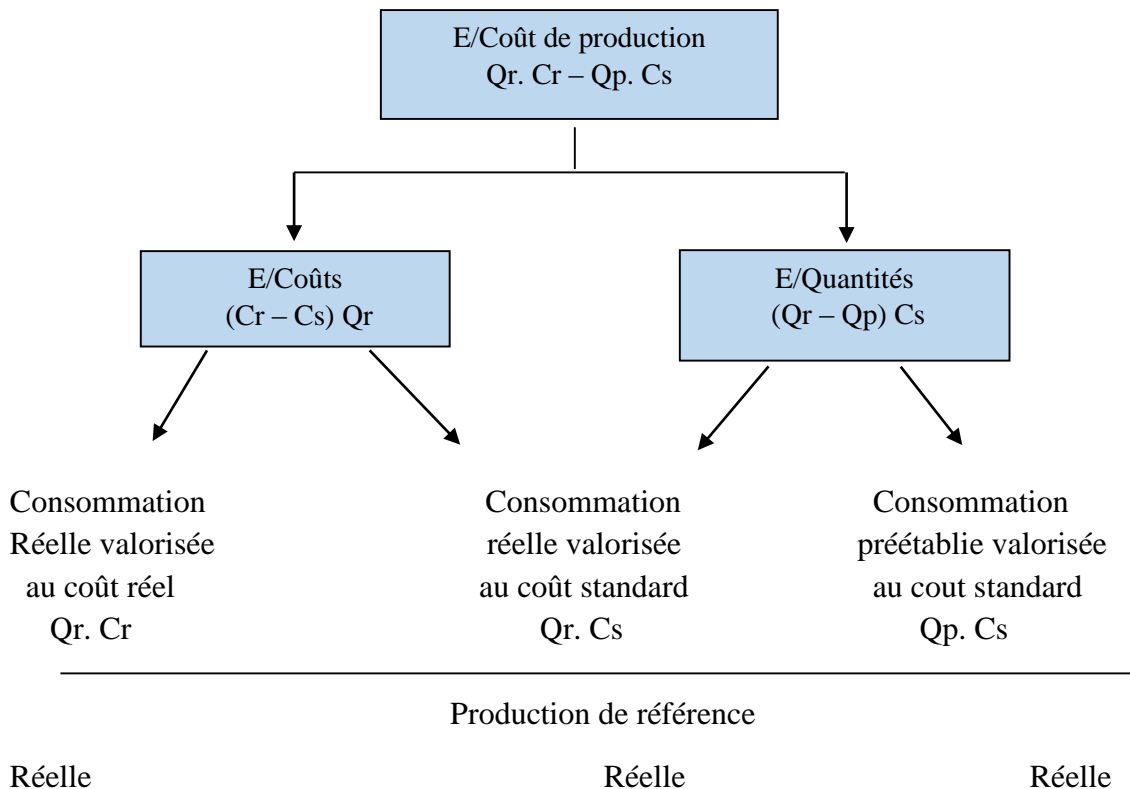 E/Coût de production
Qr. Cr – Qp. Cs
E/Coûts
(Cr – Cs) Qr
E/Quantités
(Qr – Qp) Cs
Consommation
Réelle valorisée
au coût réel
Qr. Cr
Consommation
réelle valorisée
au coût standard
Qr. Cs
Consommation
préétablie valorisée
au cout standard
Qp. Cs
Production de référence
Réelle
Réelle
Réelle